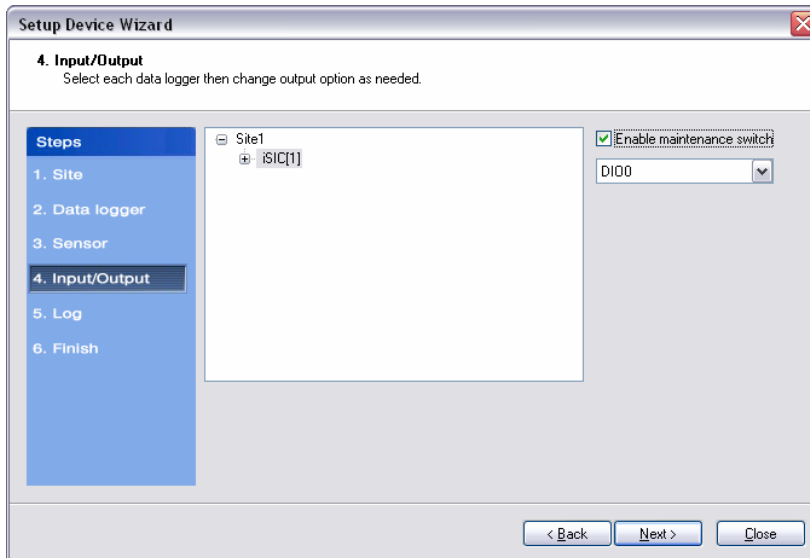 Setup Device Wizard
4. Input/Output
Select each data logger then change output option as needed.
Steps
1. Site
2. Data logger
3. Sensor
4. Input/Output
5. Log
6. Finish
Site1
iSIC[1]
Enable maintenance switch
DIO0
< Back
Next >
Close